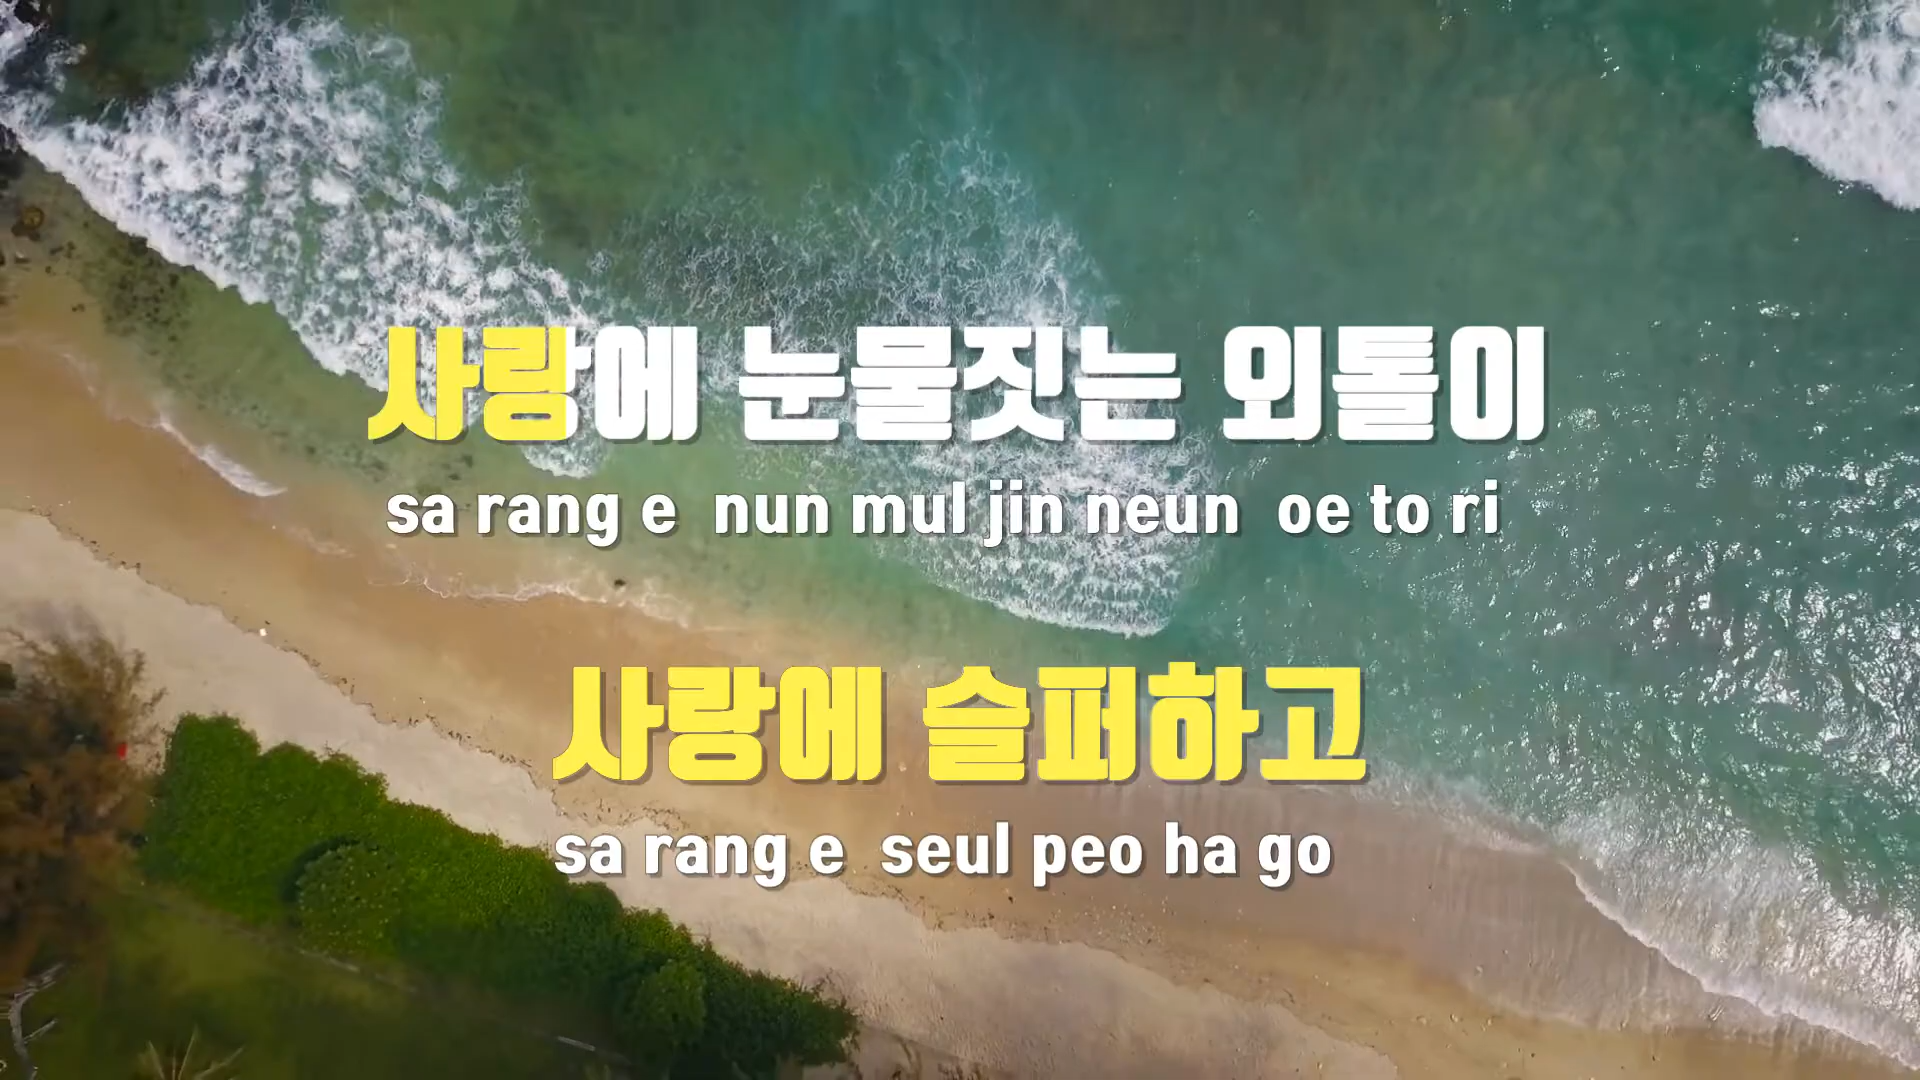 사랑에 눈물짓는 외톨이
sa rang e nun mul jin neun oe to ri
사랑에 슬퍼하고
sa rang e seul peo ha go